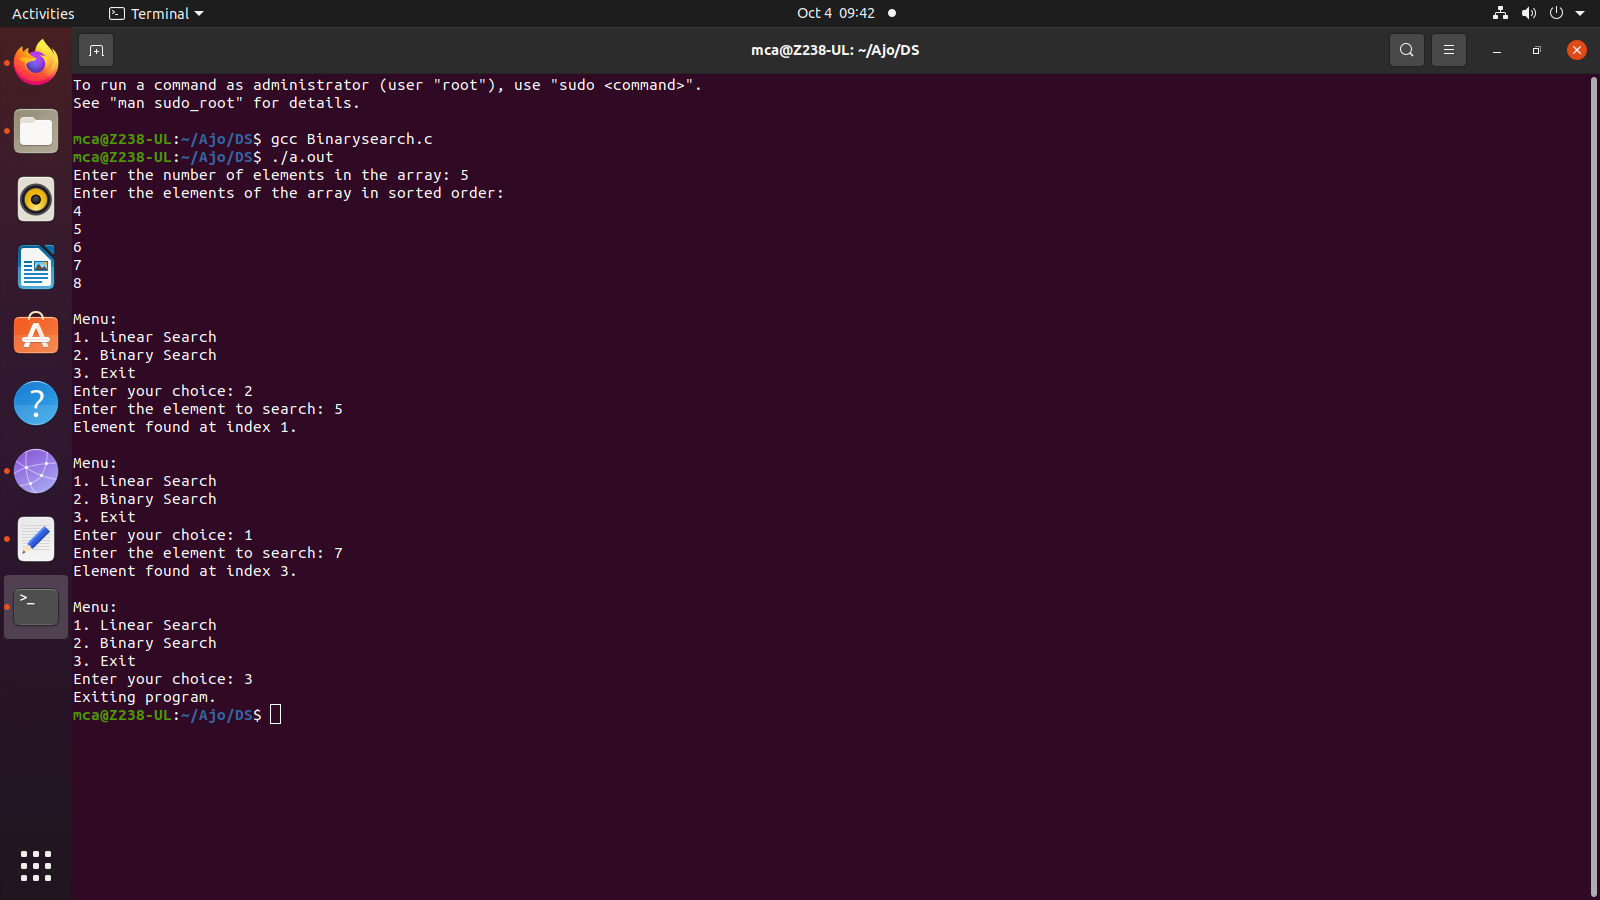 Activities
Terminal
Oct 4 09:42
mca@Z238-UL: ~/Ajo/DS
To run a command as administrator (user "root"), use "sudo <command>".
See "man sudo_root" for details.
mca@Z238-UL:~/Ajo/DS$ gcc Binarysearch.c
mca@Z238-UL:~/Ajo/DS$ ./a.out
Enter the number of elements in the array: 5
Enter the elements of the array in sorted order:
4
5
6
7
8
Menu:
1. Linear Search
2. Binary Search
3. Exit
Enter your choice: 2
Enter the element to search: 5
Element found at index 1.
Menu:
1. Linear Search
2. Binary Search
3. Exit
Enter your choice: 1
Enter the element to search: 7
Element found at index 3.
Menu:
1. Linear Search
2. Binary Search
3. Exit
Enter your choice: 3
Exiting program.
mca@Z238-UL:~/Ajo/DS$